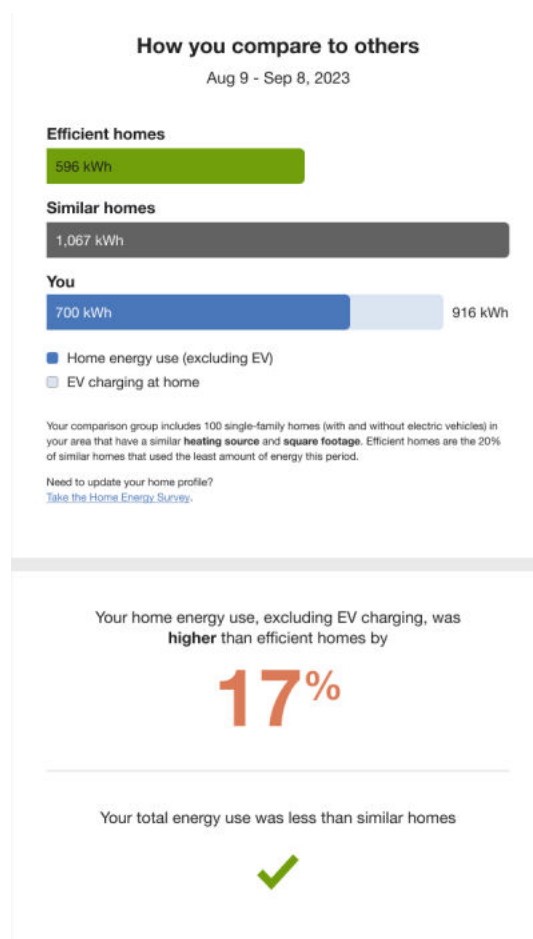 How you compare to others
Aug 9 - Sep 8, 2023
Efficient homes
596 kWh
Similar homes
1,067 kWh
You
700 kWh
916 kWh
Home energy use (excluding EV)
EV charging at home
Your comparison group includes 100 single-family homes (with and without electric vehicles) in
your area that have a similar heating source and square footage. Efficient homes are the 20%
of similar homes that used the least amount of energy this period.
Need to update your home profile?
Take the Home Energy Survey.
Your home energy use, excluding EV charging, was
higher than efficient homes by
17%
Your total energy use was less than similar homes